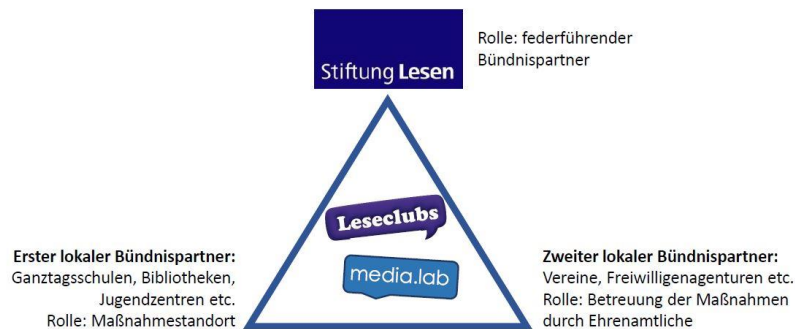 Stiftung Lesen
Rolle: federführender
Bündnispartner
Leseclubs
media.lab
Erster lokaler Bündnispartner:
Ganztagsschulen, Bibliotheken,
Jugendzentren etc.
Rolle: Maßnahmestandort
Zweiter lokaler Bündnispartner:
Vereine, Freiwilligenagenturen etc.
Rolle: Betreuung der Maßnahmen
durch Ehrenamtliche